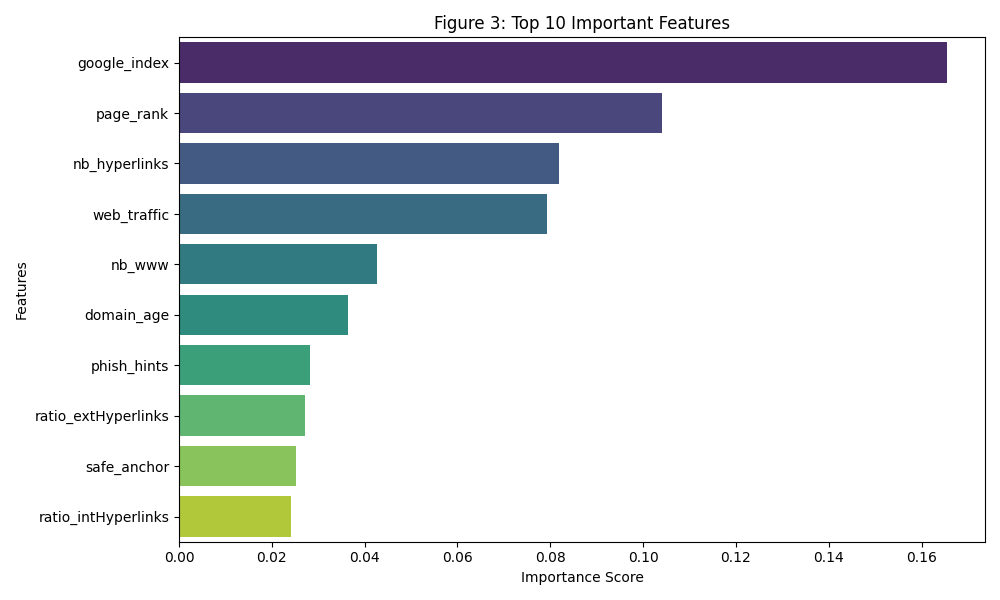 Figure 3: Top 10 Important Features
google_index
page_rank
nb_hyperlinks
web_traffic
nb_www
domain_age
phish_hints
ratio_extHyperlinks
safe_anchor
ratio_intHyperlinks
Features
0.00 0.02 0.04 0.06 0.08 0.10 0.12 0.14 0.16
Importance Score